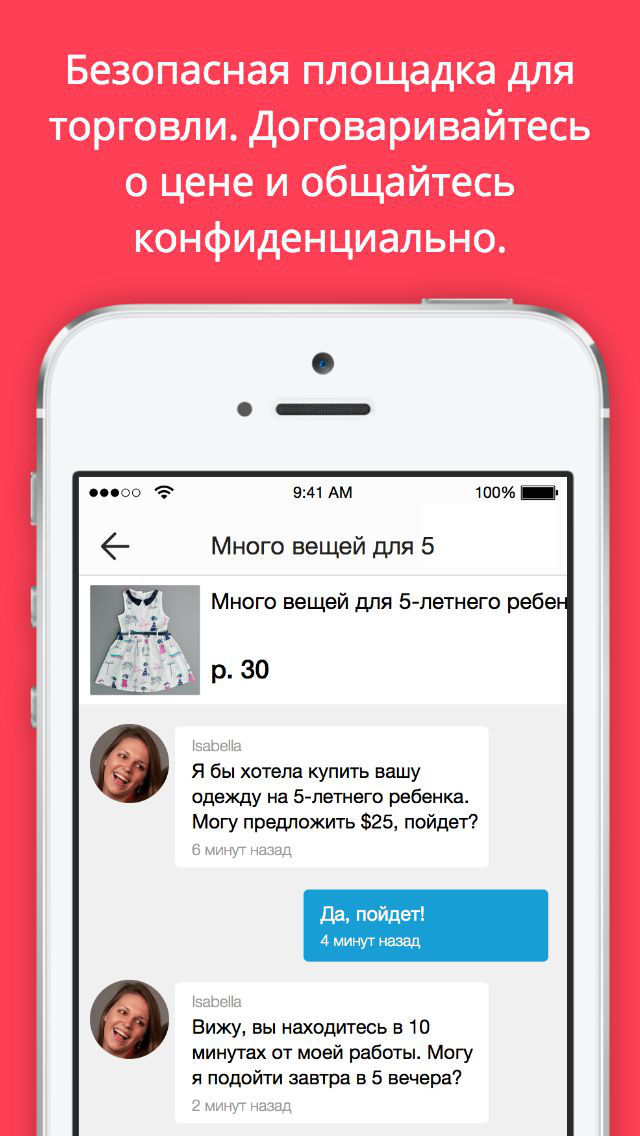 Безопасная площадка для
торговли. Договаривайтесь
о цене и общайтесь
конфиденциально.
9:41 AM
100%
Много вещей для 5
Много вещей для 5-летнего ребен
р. 30
Isabella
Я бы хотела купить вашу
одежду на 5-летнего ребенка.
Могу предложить $25, пойдет?
6 минут назад
Да, пойдет!
4 минут назад
Isabella
Вижу, вы находитесь в 10
минутах от моей работы. Могу
я подойти завтра в 5 вечера?
2 минут назад